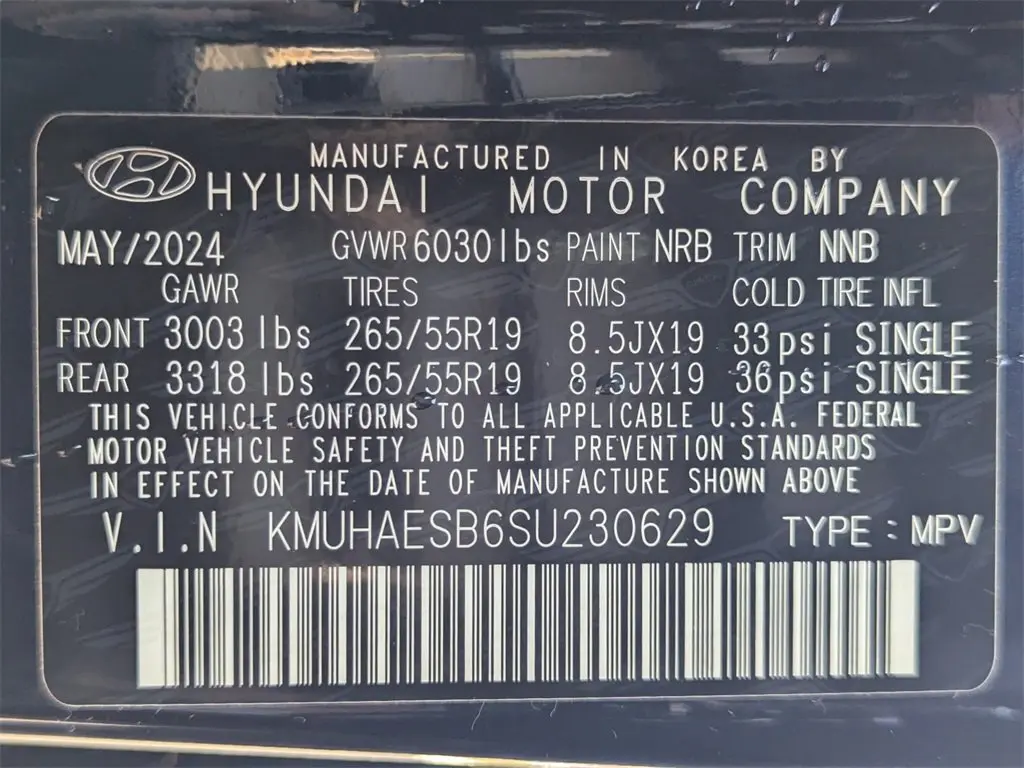 MANUFACTURED IN KOREA BY
HYUNDAI MOTOR COMPANY
MAY/2024 GVWR 6030 lbs PAINT NRB TRIM NNB
GAWR TIRES RIMS COLD TIRE INFL
FRONT 3003 lbs 265/55R19 8.5JX19 33psi SINGLE
REAR 3318 lbs 265/55R19 8.5JX19 36psi SINGLE
THIS VEHICLE CONFORMS TO ALL APPLICABLE U.S.A. FEDERAL
MOTOR VEHICLE SAFETY AND THEFT PREVENTION STANDARDS
IN EFFECT ON THE DATE OF MANUFACTURE SHOWN ABOVE
V.I.N KMUHAESB6SU230629 TYPE : MPV